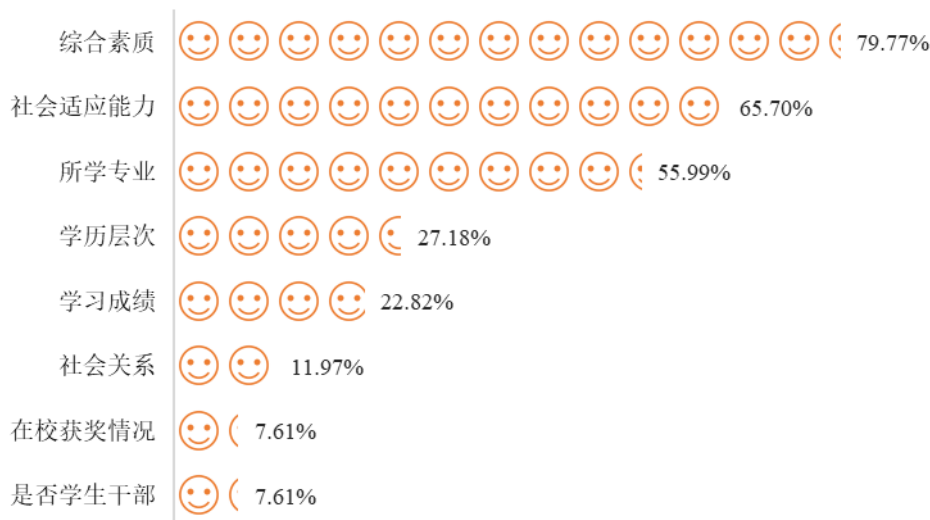 综合素质 79.77%
社会适应能力 65.70%
所学专业 55.99%
学历层次 27.18%
学习成绩 22.82%
社会关系 11.97%
在校获奖情况 7.61%
是否学生干部 7.61%